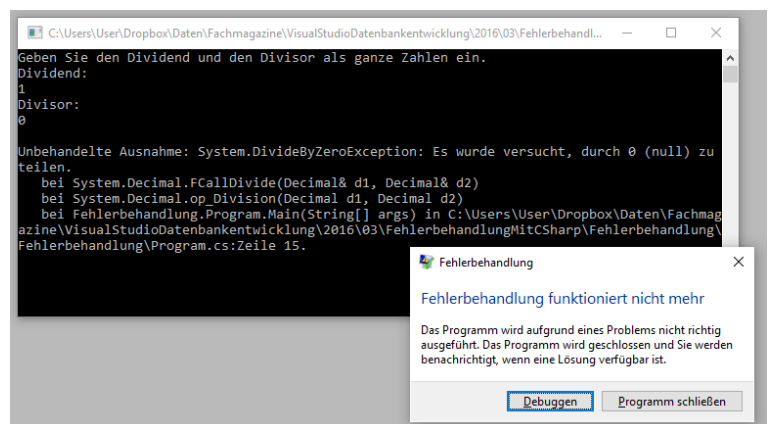 C:\Users\User\Dropbox\Daten\Fachmagazine\VisualStudioDatenbankentwicklung\2016\03\Fehlerbehandl...
Geben Sie den Dividend und den Divisor als ganze Zahlen ein.
Dividend:
1
Divisor:
0
Unbehandelte Ausnahme: System.DivideByZeroException: Es wurde versucht, durch 0 (null) zu
teilen.
bei System.Decimal.FCallDivide(Decimal& d1, Decimal& d2)
bei System.Decimal.op_Division(Decimal d1, Decimal d2)
bei Fehlerbehandlung.Program.Main(String[] args) in C:\Users\User\Dropbox\Daten\Fachmag
azine\VisualStudioDatenbankentwicklung\2016\03\FehlerbehandlungMitCSharp\Fehlerbehandlung\
Fehlerbehandlung\Program.cs:Zeile 15.
Fehlerbehandlung
Fehlerbehandlung funktioniert nicht mehr
Das Programm wird aufgrund eines Problems nicht richtig
ausgeführt. Das Programm wird geschlossen und Sie werden
benachrichtigt, wenn eine Lösung verfügbar ist.
Debuggen
Programm schließen